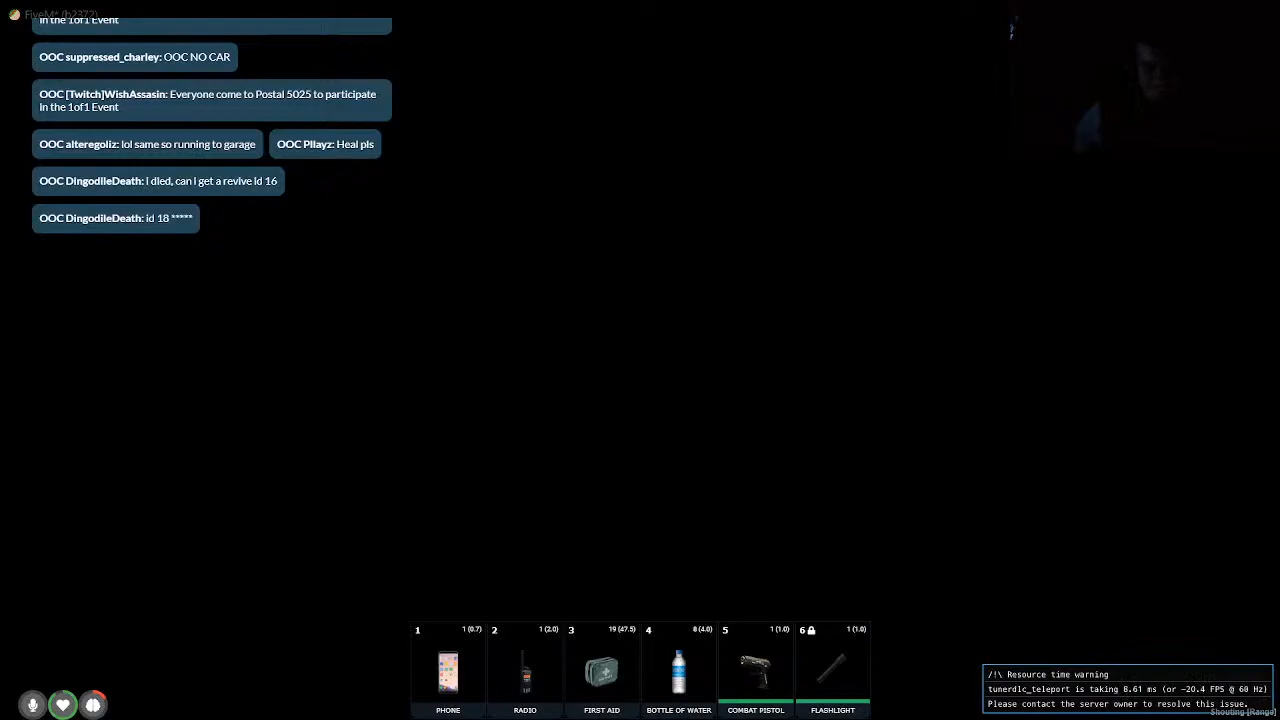 FiveM* (b2372)
in the 1of1 Event
OOC suppressed_charley: OOC NO CAR
OOC [Twitch]WishAssasin: Everyone come to Postal 5025 to participate
in the 1of1 Event
OOC alteregoliz: lol same so running to garage
OOC Pllayz: Heal pls
OOC DingodileDeath: I died, can I get a revive id 16
OOC DingodileDeath: id 18 *****
1 1 (0.7)
2 1 (2.0)
3 19 (47.5)
4 8 (4.0)
5 1 (1.0)
6 1 (1.0)
PHONE
RADIO
FIRST AID
BOTTLE OF WATER
COMBAT PISTOL
FLASHLIGHT
/!\ Resource time warning
tunerdlc_teleport is taking 8.61 ms (or -20.4 FPS @ 60 Hz)
Please contact the server owner to resolve this issue.
Shouting [Range]